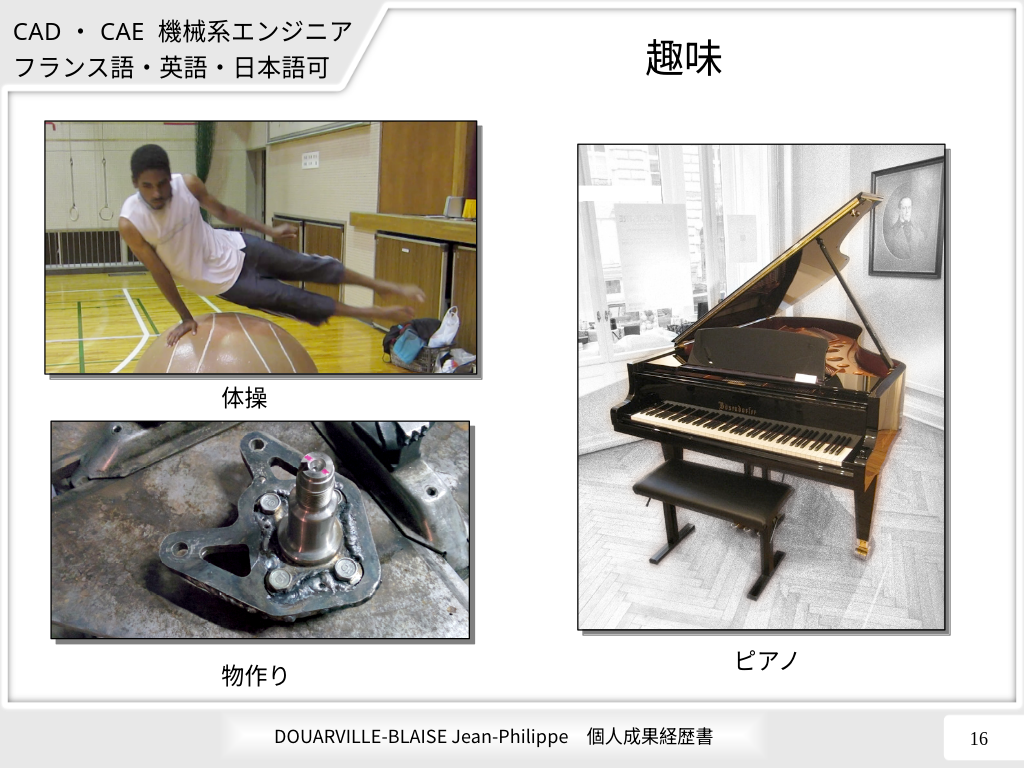 CAD ・ CAE 機械系エンジニア
フランス語・英語・日本語可
趣味
体操
Bösendorfer
物作り
ピアノ
DOUARVILLE-BLAISE Jean-Philippe　個人成果経歴書
16